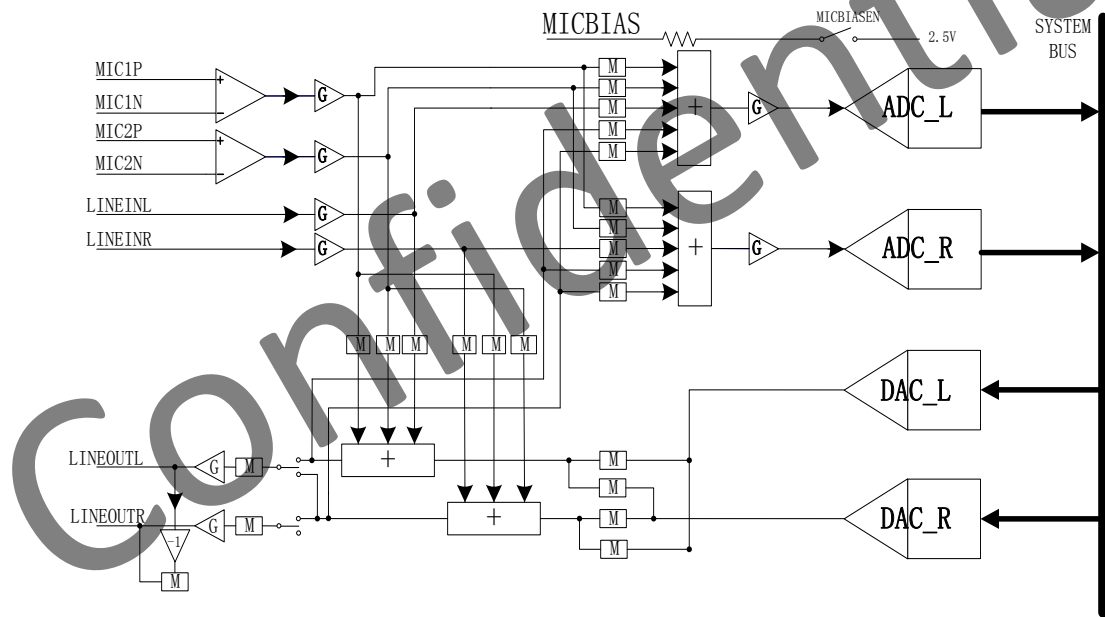 MICBIAS
MICBIASEN
2.5V
SYSTEM
BUS
MIC1P
MIC1N
MIC2P
MIC2N
LINEINL
LINEINR
+
-
+
-
G
G
G
G
M
M
M
M
M
+
G
ADC_L
M
M
M
M
M
+
G
ADC_R
M
M
M
M
M
M
DAC_L
LINEOUTL
G
M
+
M
M
LINEOUTR
G
M
+
M
M
DAC_R
-1
M
Confidential